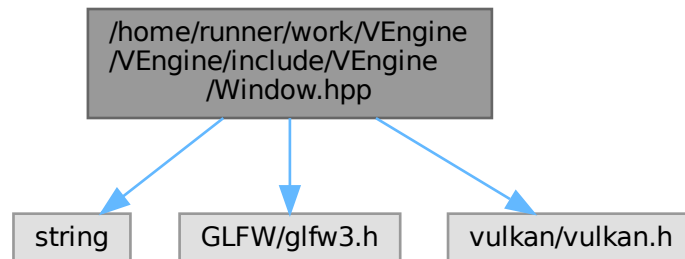 /home/runner/work/VEngine
/VEngine/include/VEngine
/Window.hpp
string
GLFW/glfw3.h
vulkan/vulkan.h